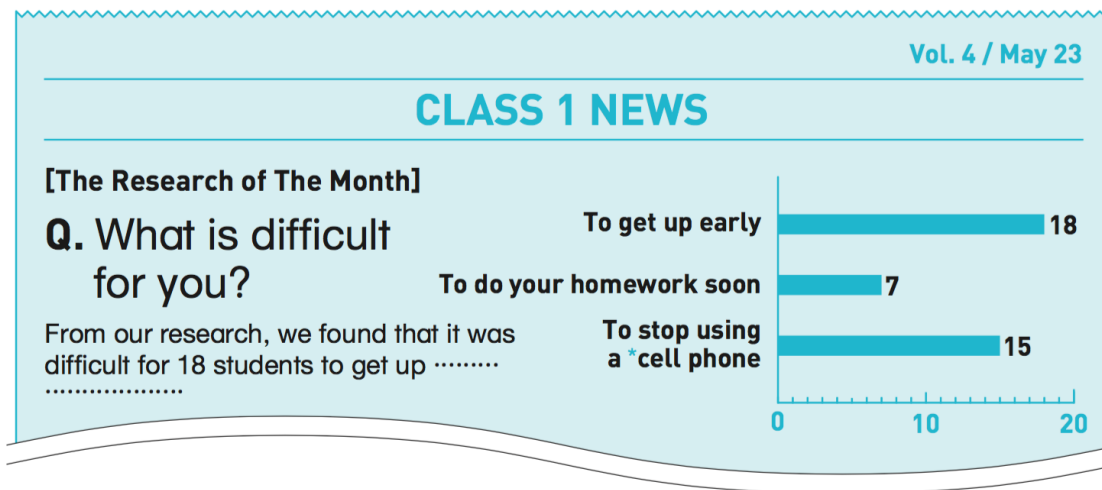 Vol. 4 / May 23
CLASS 1 NEWS
[The Research of The Month]
Q. What is difficult
for you?
From our research, we found that it was
difficult for 18 students to get up ·········
···················
To get up early
18
To do your homework soon
7
To stop using
a *cell phone
15
0 10 20